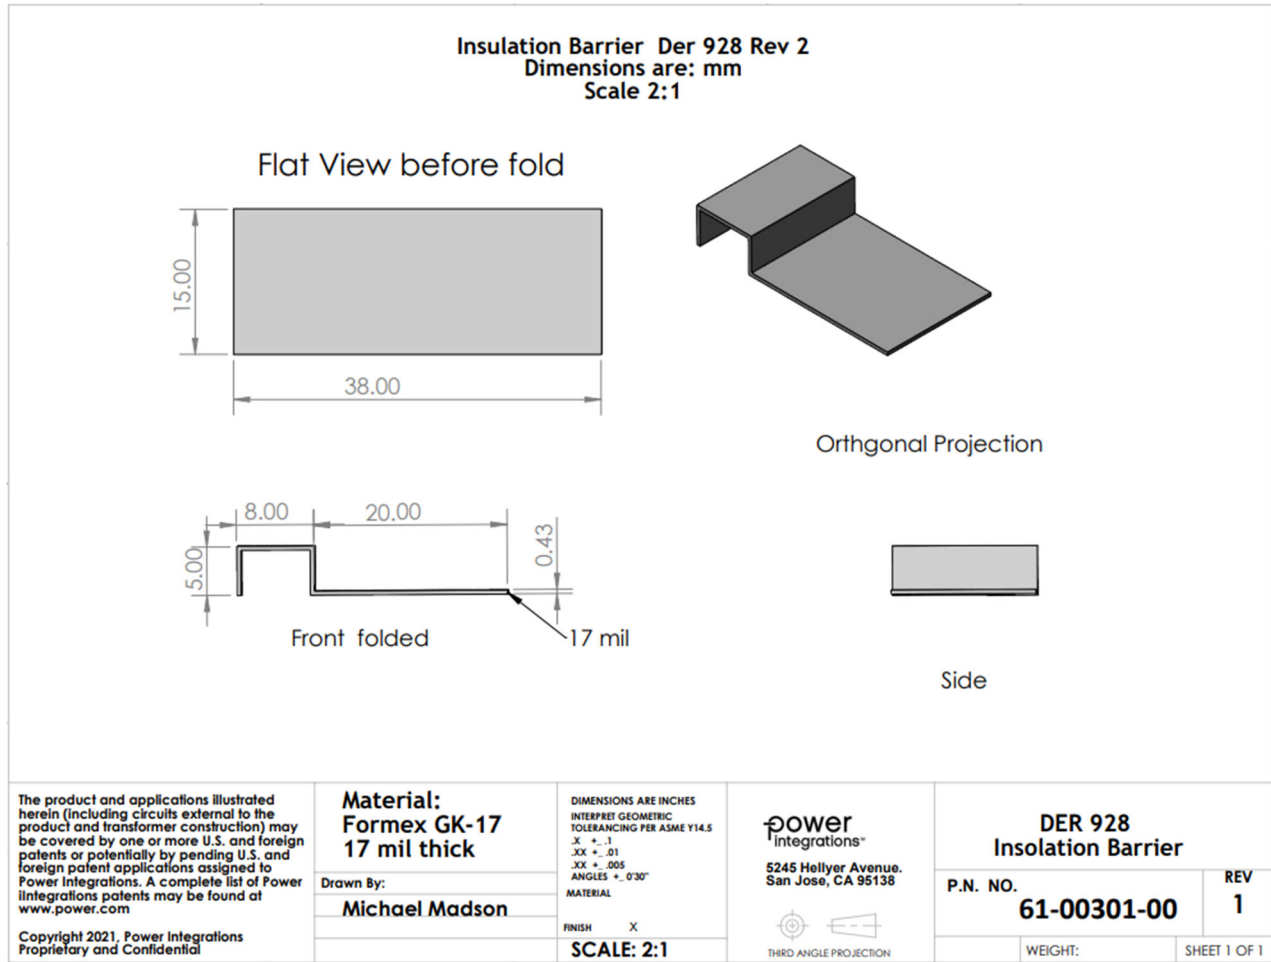 Insulation Barrier Der 928 Rev 2
Dimensions are: mm
Scale 2:1
Flat View before fold
15.00
38.00
Orthgonal Projection
8.00
20.00
5.00
0.43
Front folded
17 mil
Side
The product and applications illustrated
herein (including circuits external to the
product and transformer construction) may
be covered by one or more U.S. and foreign
patents or potentially by pending U.S. and
foreign patent applications assigned to
Power Integrations. A complete list of Power
iIntegrations patents may be found at
www.power.com
Copyright 2021, Power Integrations
Proprietary and Confidential
Material:
Formex GK-17
17 mil thick
Drawn By:
Michael Madson
DIMENSIONS ARE INCHES
INTERPRET GEOMETRIC
TOLERANCING PER ASME Y14.5
.X +_ .1
.XX +_ .01
.XX +_ .005
ANGLES +_ 0'30"
MATERIAL
FINISH X
SCALE: 2:1
power
integrations™
5245 Hellyer Avenue.
San Jose, CA 95138
THIRD ANGLE PROJECTION
DER 928
Insolation Barrier
P.N. NO.
61-00301-00
REV
1
WEIGHT:
SHEET 1 OF 1